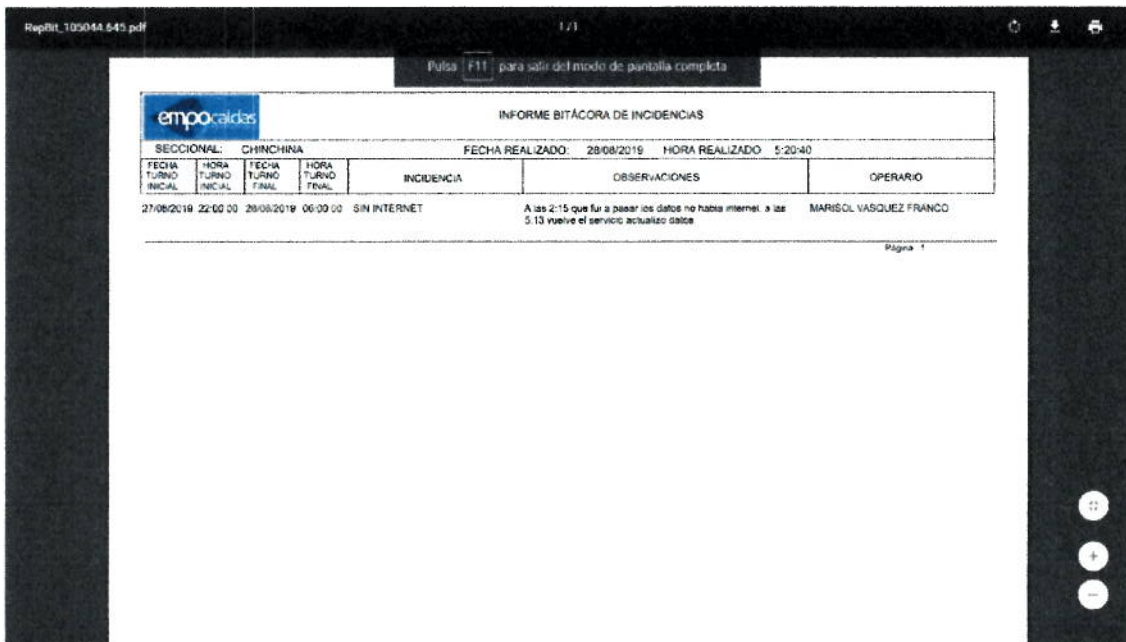 RepBit_105044.645.pdf
1 / 1
Pulsa F11 para salir del modo de pantalla completa
empocaldas
INFORME BITÁCORA DE INCIDENCIAS
SECCIONAL: CHINCHINA FECHA REALIZADO: 28/08/2019 HORA REALIZADO 5:20:40
FECHA TURNO INICIAL HORA TURNO INICIAL FECHA TURNO FINAL HORA TURNO FINAL INCIDENCIA OBSERVACIONES OPERARIO
27/08/2019 22:00:00 28/08/2019 06:00:00 SIN INTERNET A las 2:15 que fui a pasar los datos no habia internet. a las MARISOL VASQUEZ FRANCO
5:13 vuelve el servicio actualizo datos
Página 1